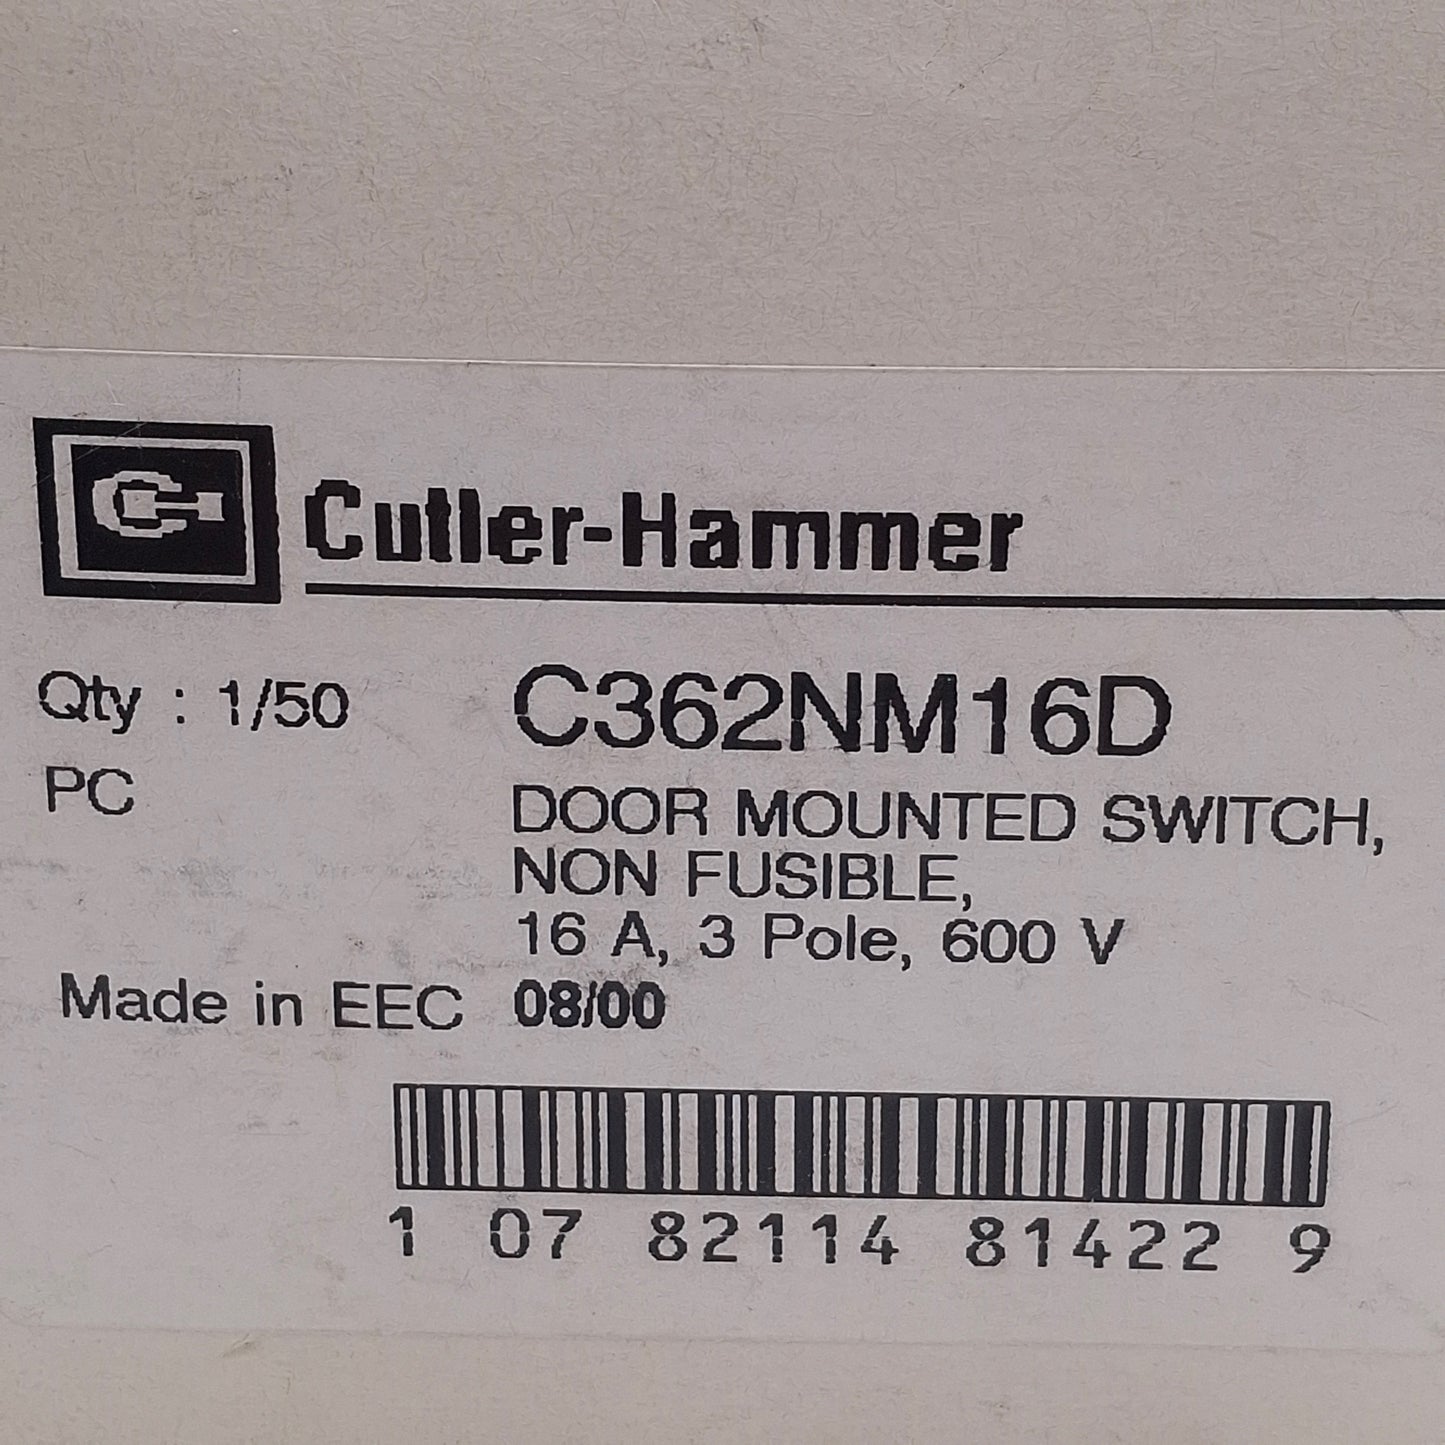 Cutler-Hammer
Qty : 1/50
C362NM16D
PC
DOOR MOUNTED SWITCH,
NON FUSIBLE,
16 A, 3 Pole, 600 V
Made in EEC 08/00
1 07 82114 81422 9